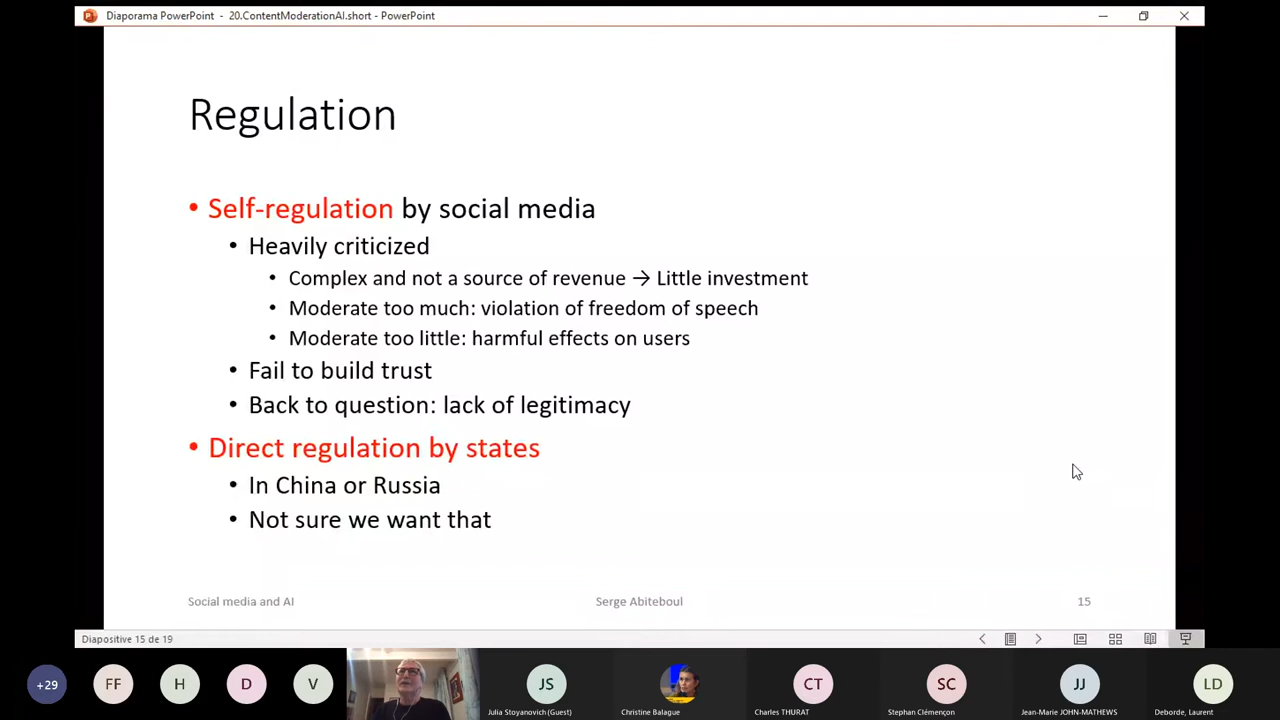 Diaporama PowerPoint - 20.ContentModerationAI.short - PowerPoint
Regulation
• Self-regulation by social media
• Heavily criticized
• Complex and not a source of revenue → Little investment
• Moderate too much: violation of freedom of speech
• Moderate too little: harmful effects on users
• Fail to build trust
• Back to question: lack of legitimacy
• Direct regulation by states
• In China or Russia
• Not sure we want that
Social media and AI Serge Abiteboul 15
Diapositive 15 de 19
+29 FF H D V JS CT SC JJ LD
Julia Stoyanovich (Guest) Christine Balague Charles THURAT Stephan Clémençon Jean-Marie JOHN-MATHEWS Deborde, Laurent